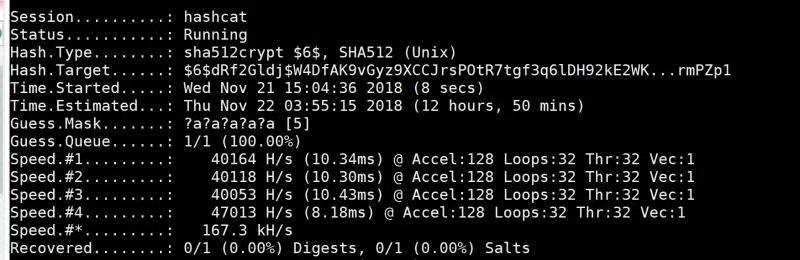 Session..........: hashcat
Status...........: Running
Hash.Type........: sha512crypt $6$, SHA512 (Unix)
Hash.Target......: $6$dRf2Gldj$W4DfAK9vGyz9XCCJrsPOtR7tgf3q6lDH92kE2WK...rmPZp1
Time.Started.....: Wed Nov 21 15:04:36 2018 (8 secs)
Time.Estimated...: Thu Nov 22 03:55:15 2018 (12 hours, 50 mins)
Guess.Mask.......: ?a?a?a?a?a [5]
Guess.Queue......: 1/1 (100.00%)
Speed.#1.........:    40164 H/s (10.34ms) @ Accel:128 Loops:32 Thr:32 Vec:1
Speed.#2.........:    40118 H/s (10.30ms) @ Accel:128 Loops:32 Thr:32 Vec:1
Speed.#3.........:    40053 H/s (10.43ms) @ Accel:128 Loops:32 Thr:32 Vec:1
Speed.#4.........:    47013 H/s (8.18ms) @ Accel:128 Loops:32 Thr:32 Vec:1
Speed.#*.........:   167.3 kH/s
Recovered........: 0/1 (0.00%) Digests, 0/1 (0.00%) Salts